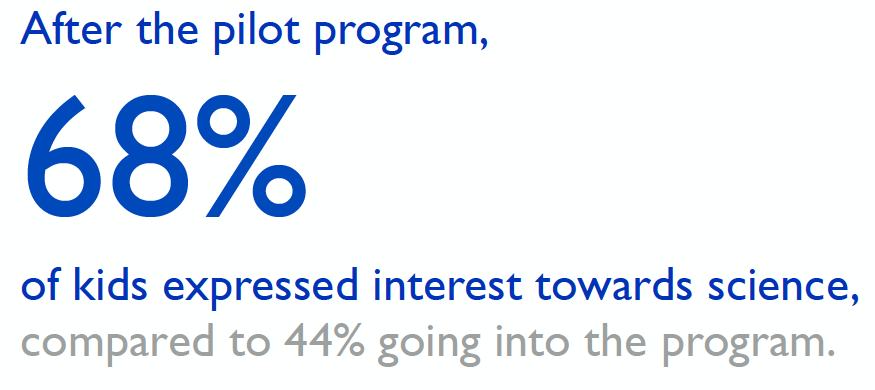 After the pilot program,
68%
of kids expressed interest towards science,
compared to 44% going into the program.